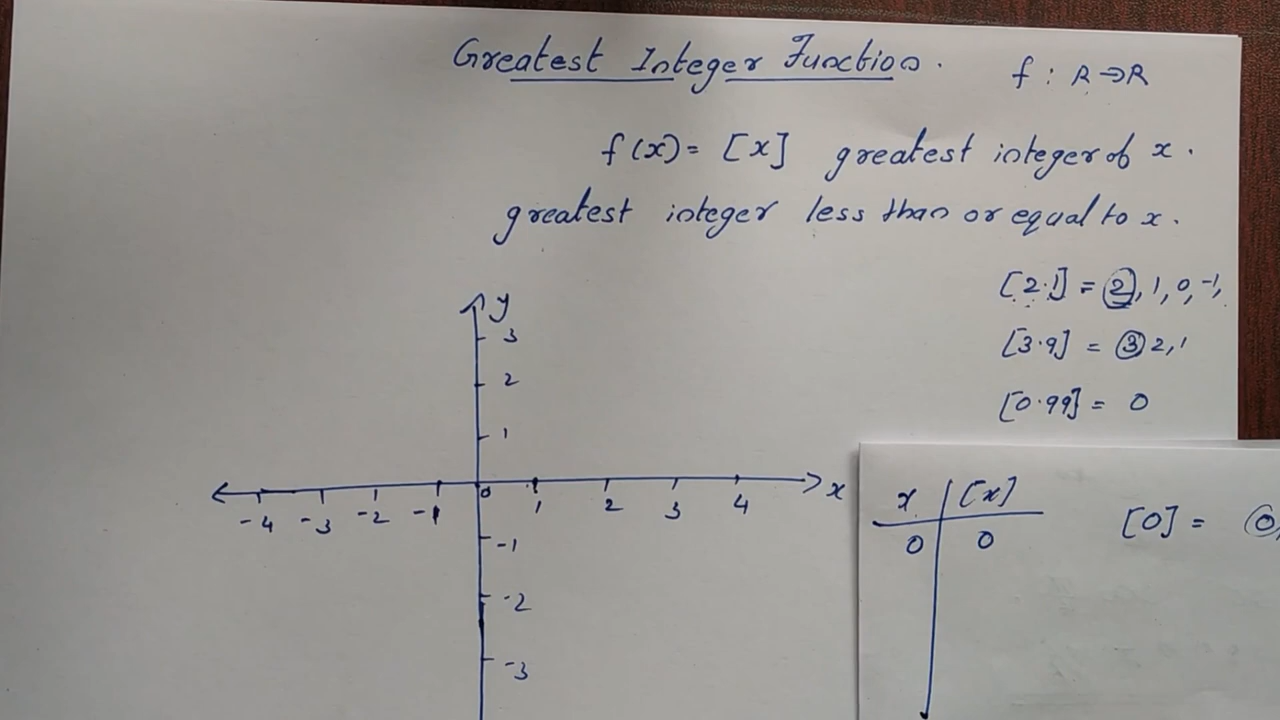 Greatest Integer Function.
f : R→R
f(x) = [x] greatest integer of x.
greatest integer less than or equal to x.
[2.1] = 2, 1, 0, -1,
[3.9] = 3 2, 1
[0.99] = 0
y
3
2
1
-4 -3 -2 -1 0 1 2 3 4 x
-1
-2
-3
x [x]
0 0
[0] = 0,